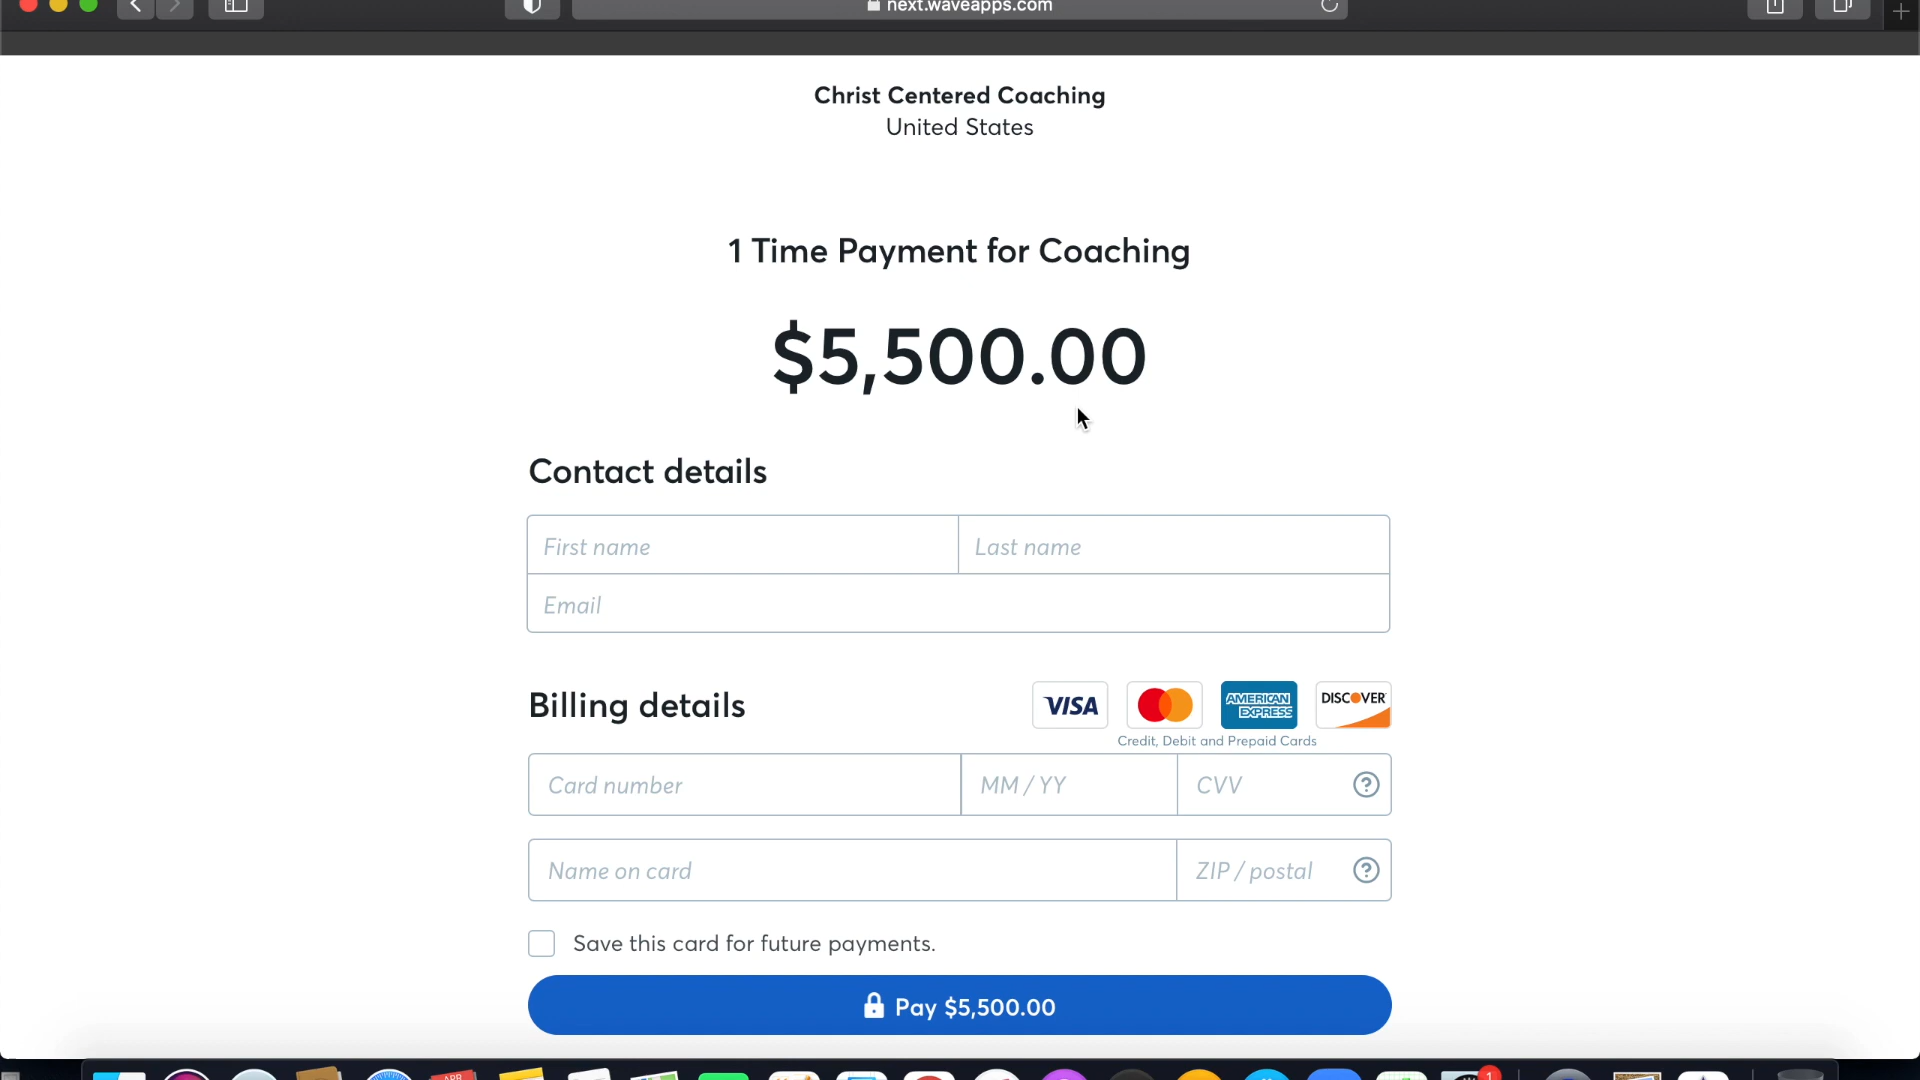 next.waveapps.com
Christ Centered Coaching
United States
1 Time Payment for Coaching
$5,500.00
Contact details
First name
Last name
Email
Billing details
VISA
AMERICAN EXPRESS
DISCOVER
Credit, Debit and Prepaid Cards
Card number
MM / YY
CVV
?
Name on card
ZIP / postal
?
Save this card for future payments.
Pay $5,500.00
APR
1